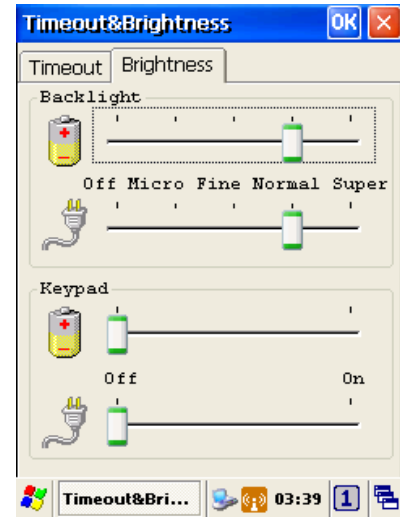 Timeout&Brightness OK
Timeout Brightness
Backlight
Off Micro Fine Normal Super
Keypad
Off On
Timeout&Bri... 03:39 1